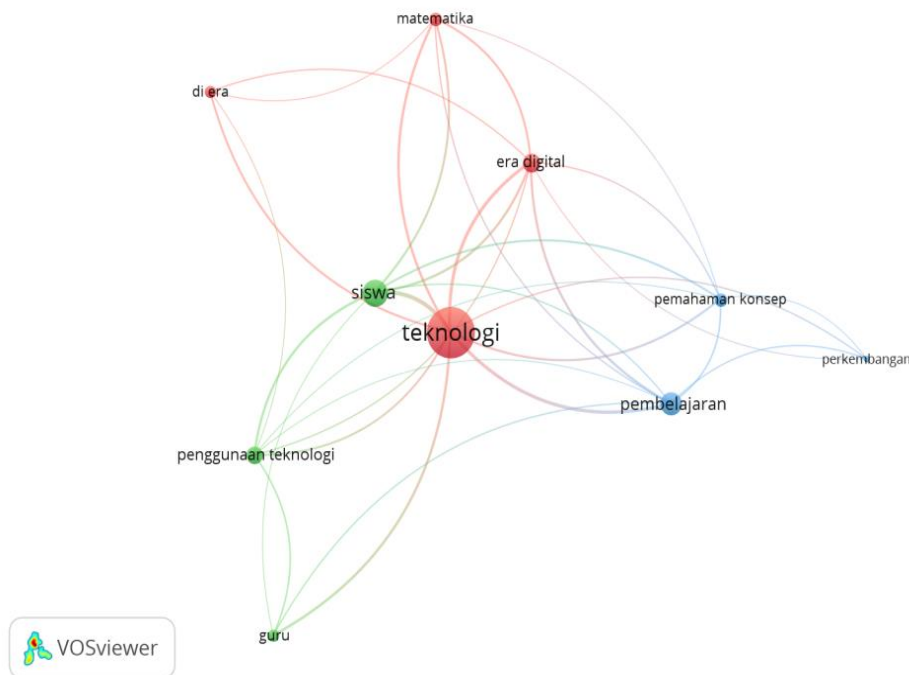 matematika
di era
era digital
siswa
pemahaman konsep
teknologi
perkembangan
pembelajaran
penggunaan teknologi
guru
VOSviewer